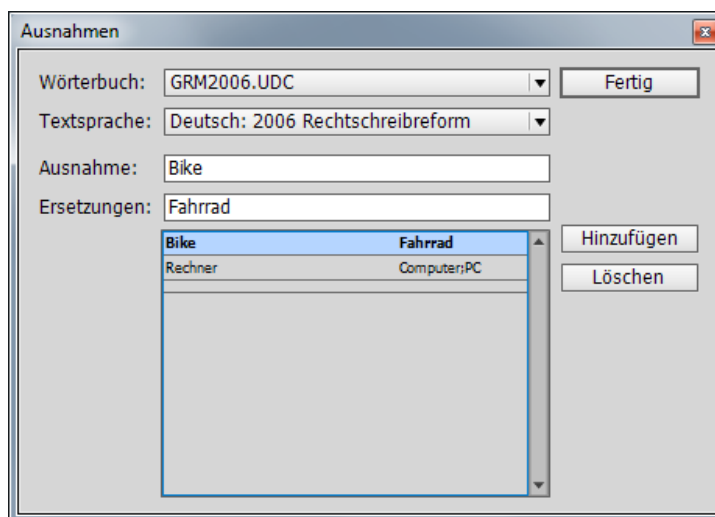 Ausnahmen
Wörterbuch: GRM2006.UDC Fertig
Textsprache: Deutsch: 2006 Rechtschreibreform
Ausnahme: Bike
Ersetzungen: Fahrrad
Bike Fahrrad Hinzufügen
Rechner Computer;PC Löschen